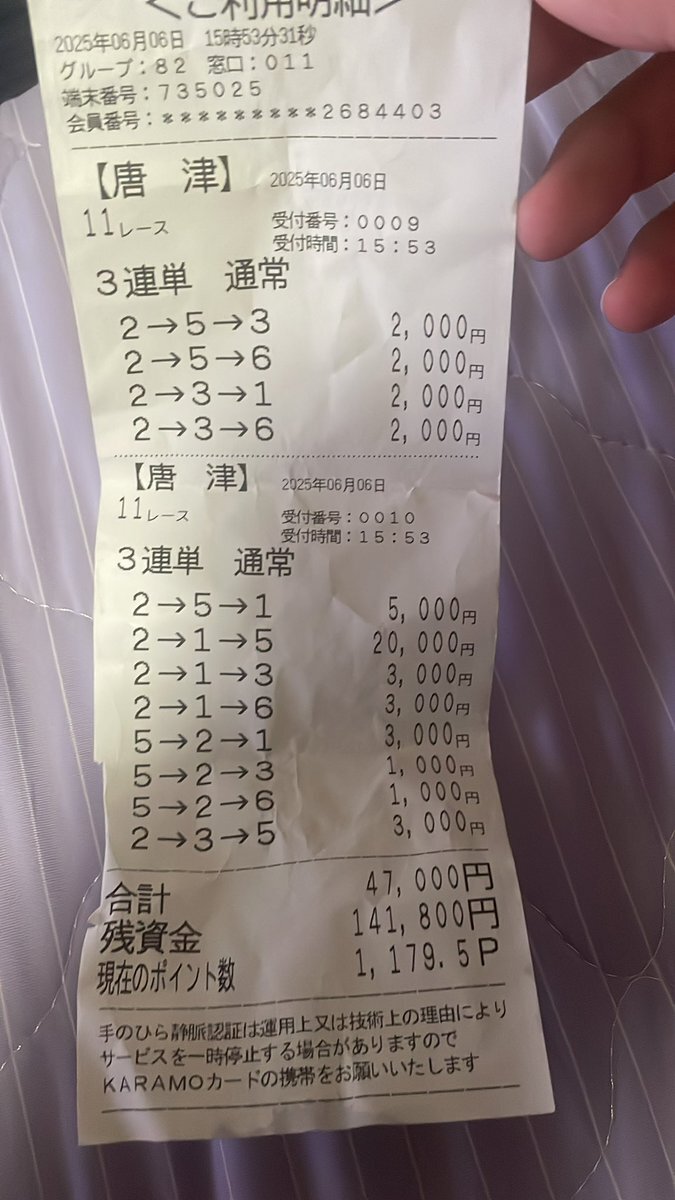 ＜ご利用明細＞
2025年06月06日 15時53分31秒
グループ：82 窓口：011
端末番号：735025
会員番号：＊＊＊＊＊＊＊＊＊2684403
【唐 津】 2025年06月06日
11レース 受付番号：0009
受付時間：15：53
3連単 通常
2→5→3 2,000円
2→5→6 2,000円
2→3→1 2,000円
2→3→6 2,000円
【唐 津】 2025年06月06日
11レース 受付番号：0010
受付時間：15：53
3連単 通常
2→5→1 5,000円
2→1→5 20,000円
2→1→3 3,000円
2→1→6 3,000円
5→2→1 3,000円
5→2→3 1,000円
5→2→6 1,000円
2→3→5 3,000円
合計 47,000円
残資金 141,800円
現在のポイント数 1,179.5P
手のひら静脈認証は運用上又は技術上の理由により
サービスを一時停止する場合がありますので
KARAMOカードの携帯をお願いいたします